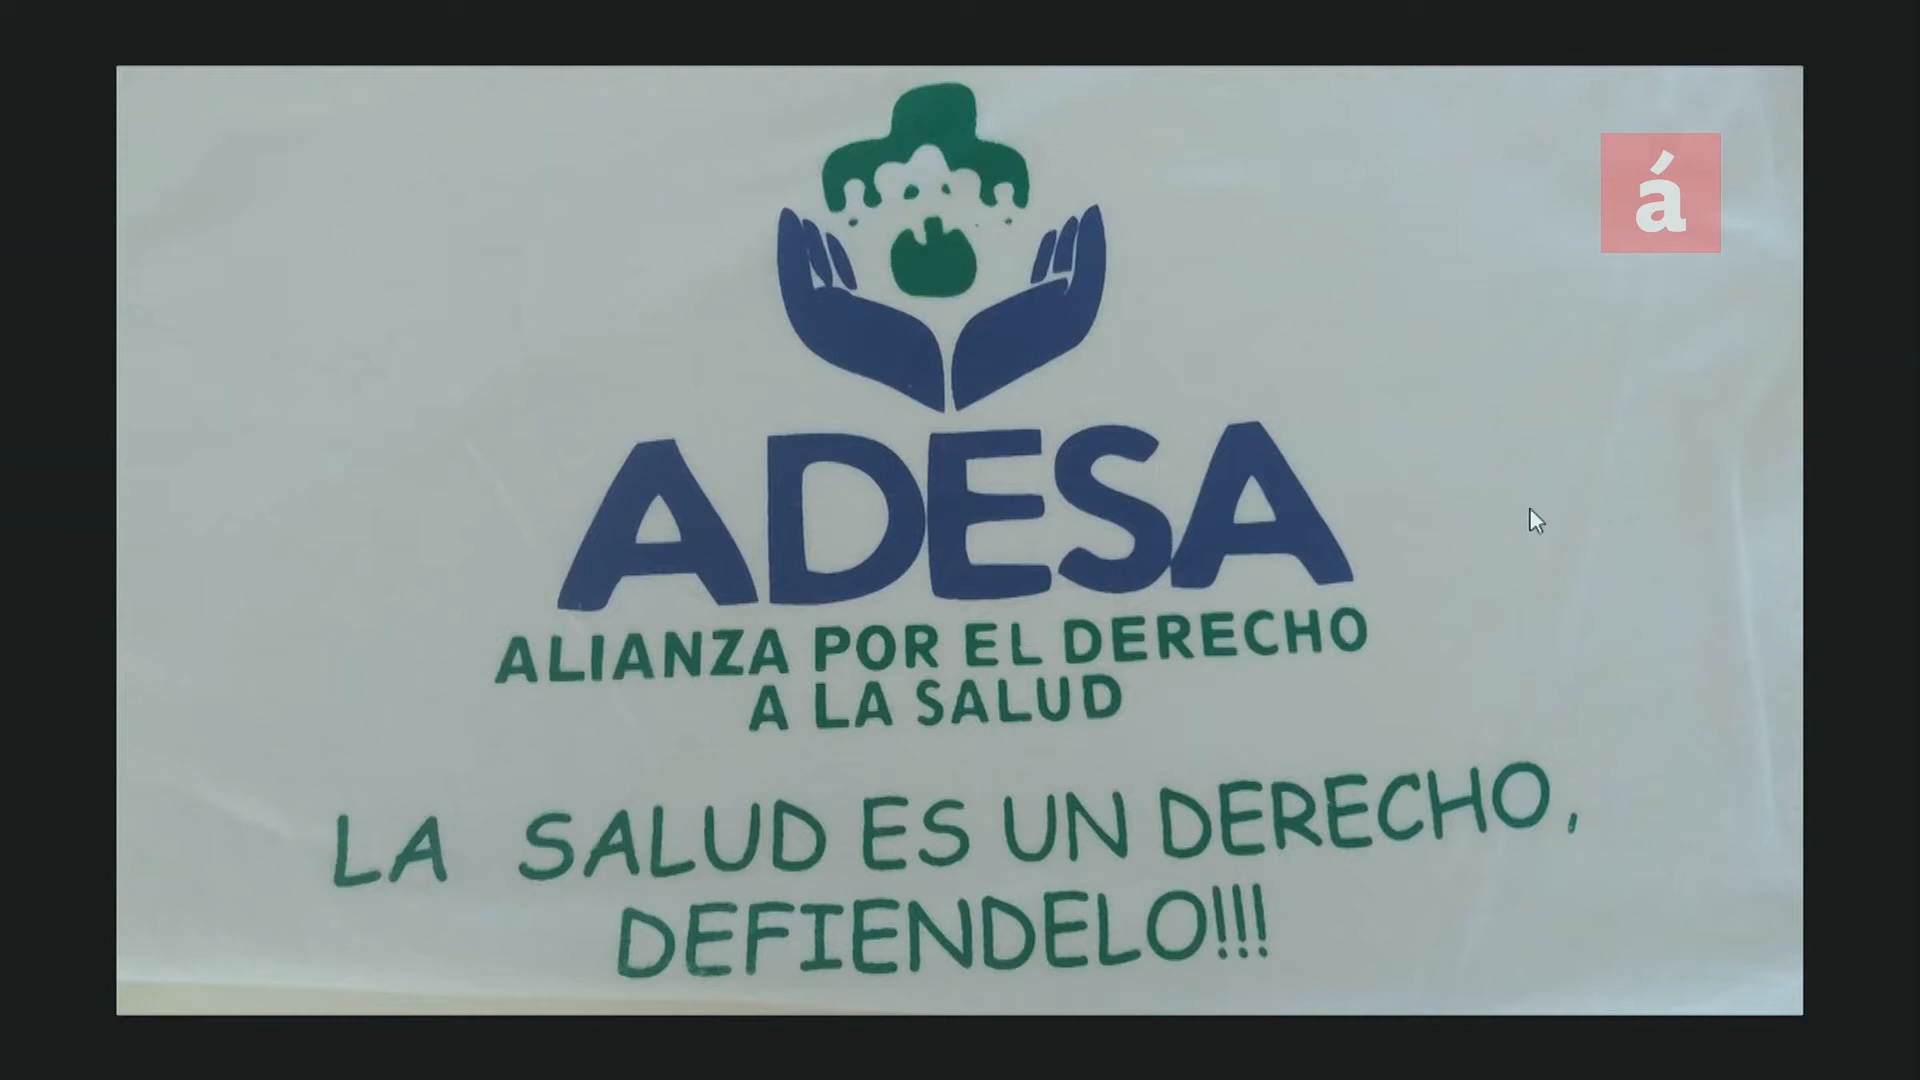 á
ADESA
ALIANZA POR EL DERECHO
A LA SALUD
LA SALUD ES UN DERECHO,
DEFIENDELO!!!